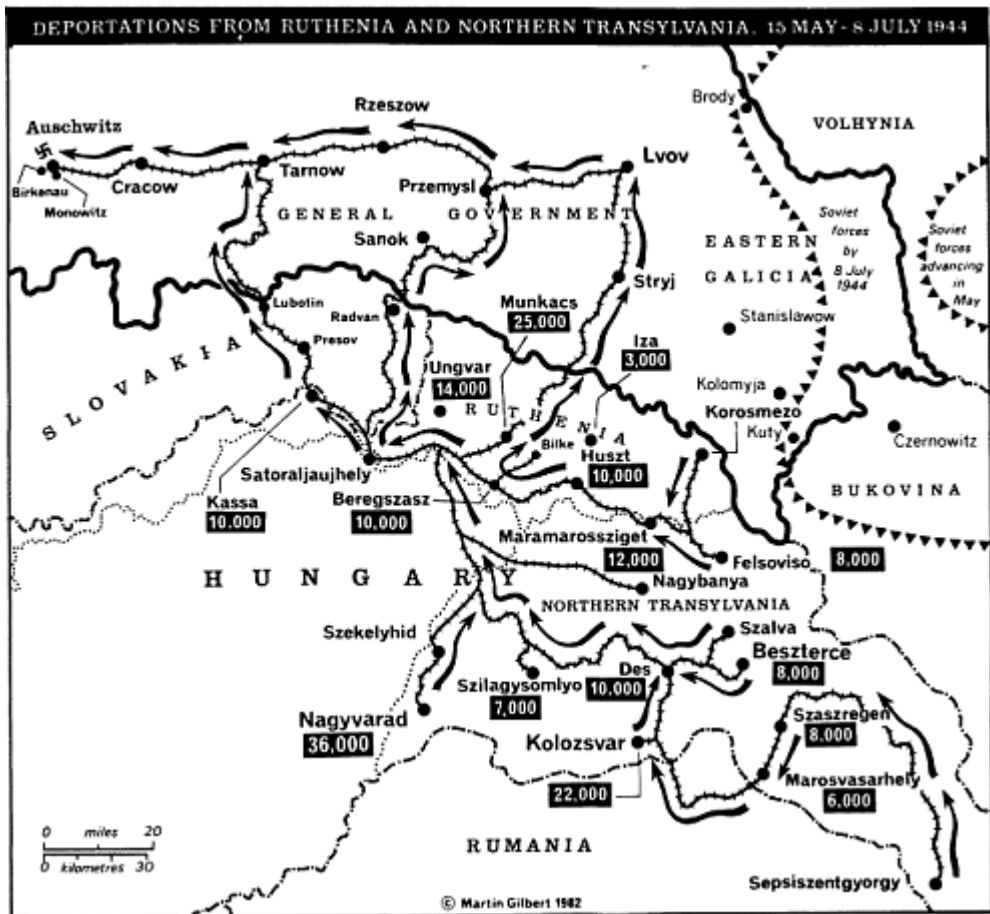 DEPORTATIONS FROM RUTHENIA AND NORTHERN TRANSYLVANIA. 15 MAY-8 JULY 1944
Brody
VOLHYNIA
Rzeszow
Auschwitz
Lvov
Birkenau
Cracow
Tarnow
Przemysl
Monowitz
GENERAL GOVERNMENT
Sanok
EASTERN
GALICIA
Soviet
forces
by
8 July
1944
Soviet
forces
advancing
in
May
Stryj
Lubotin
Radvan
Munkacs
25,000
Stanislawow
Presov
Iza
3,000
SLOVAKIA
Ungvar
14,000
Kolomyja
RUTHENIA
Korosmezo
Kuty
Czernowitz
Bilke
Huszt
10,000
Satoraljaujhely
Kassa
10.000
Beregszasz
10,000
BUKOVINA
Maramarossziget
12,000
Felsoviso
8,000
HUNGARY
Nagybanya
NORTHERN TRANSYLVANIA
Szekelyhid
Szalva
Beszterce
8,000
Szilagysomlyo
7,000
Des
10,000
Nagyvarad
36,000
Szaszregen
8,000
Kolozsvar
22,000
Marosvasarhely
6,000
0 miles 20
0 kilometres 30
RUMANIA
Sepsiszentgyorgy
© Martin Gilbert 1982